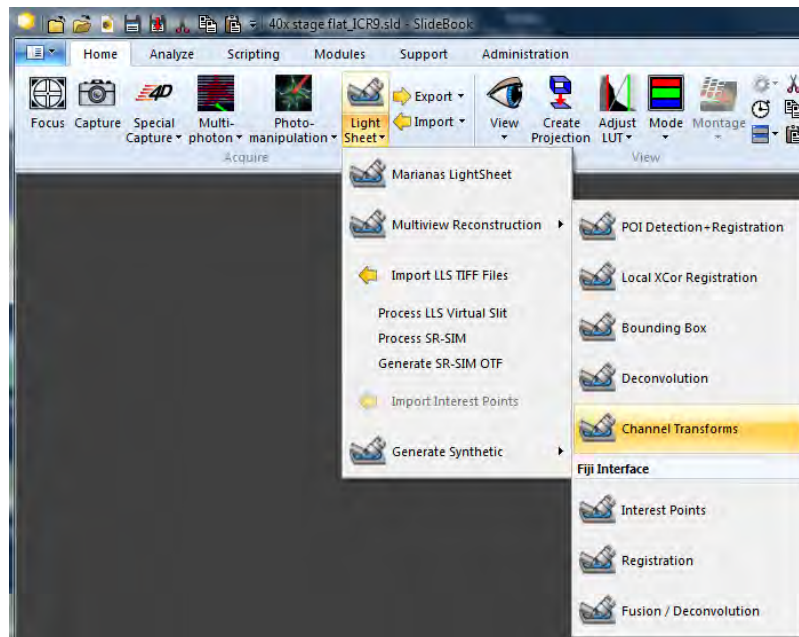 40x stage flat_ICR9.sld - SlideBook
Home Analyze Scripting Modules Support Administration
Focus Capture Special Capture Multi-photon Photo-manipulation Light Sheet Export Import View Create Projection Adjust LUT Mode Montage
Acquire View
Marianas LightSheet
Multiview Reconstruction
Import LLS TIFF Files
Process LLS Virtual Slit
Process SR-SIM
Generate SR-SIM OTF
Import Interest Points
Generate Synthetic
POI Detection+Registration
Local XCor Registration
Bounding Box
Deconvolution
Channel Transforms
Fiji Interface
Interest Points
Registration
Fusion / Deconvolution